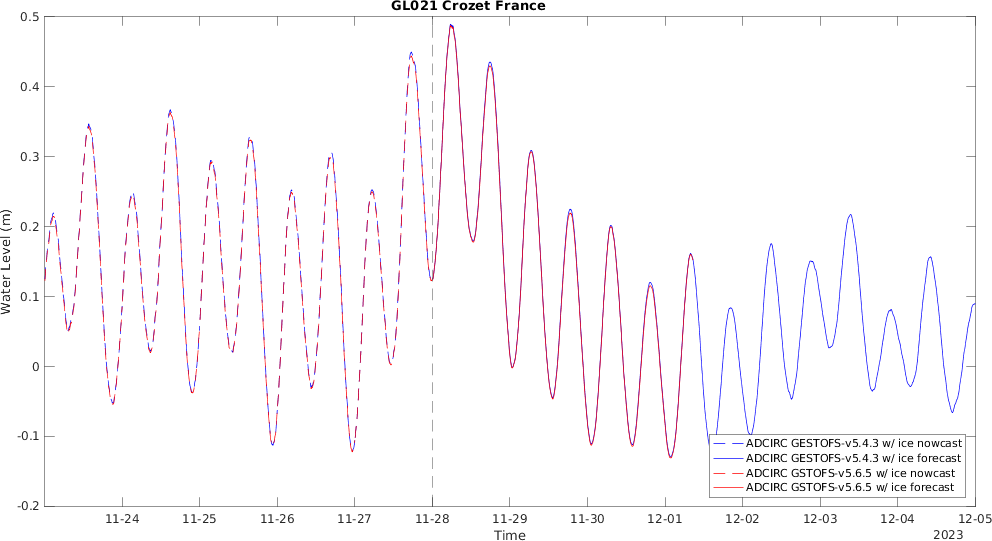 GL021 Crozet France
0.5
0.4
0.3
0.2
0.1
0
-0.1
-0.2
Water Level (m)
ADCIRC GESTOFS-v5.4.3 w/ ice nowcast
ADCIRC GESTOFS-v5.4.3 w/ ice forecast
ADCIRC GSTOFS-v5.6.5 w/ ice nowcast
ADCIRC GSTOFS-v5.6.5 w/ ice forecast
11-24 11-25 11-26 11-27 11-28 11-29 11-30 12-01 12-02 12-03 12-04 12-05
Time
2023